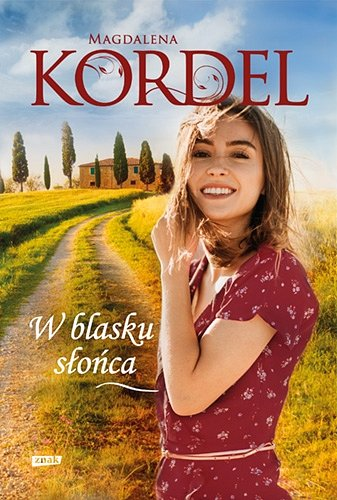 MAGDALENA
KORDEL
W blasku
słońca
znak